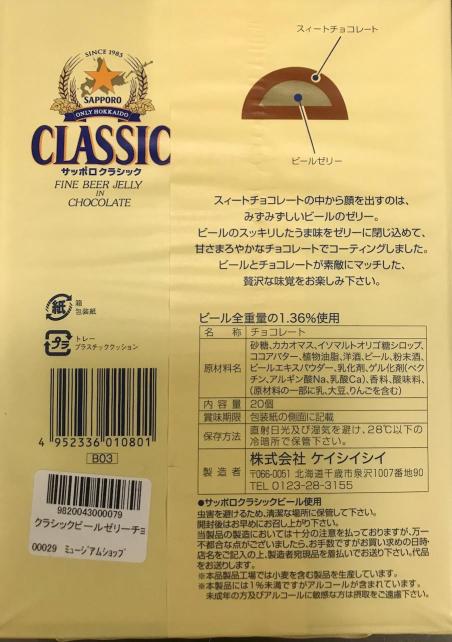 スィートチョコレート
SINCE 1985
SAPPORO
ONLY HOKKAIDO
CLASSIC
サッポロクラシック
FINE BEER JELLY
IN
CHOCOLATE
ビールゼリー
スィートチョコレートの中から顔を出すのは、
みずみずしいビールのゼリー。
ビールのスッキリしたうま味をゼリーに閉じ込めて、
甘さまろやかなチョコレートでコーティングしました。
ビールとチョコレートが素敵にマッチした、
贅沢な味覚をお楽しみ下さい。
紙
箱
包装紙
プラ
トレー
プラスチッククッション
4 952336 010801
B03
9820043000079
クラシックビールゼリーチョ
00029 ミュージアムショップ
ビール全重量の1.36%使用
名 称 チョコレート
原材料名 砂糖、カカオマス、イソマルトオリゴ糖シロップ、
ココアバター、植物油脂、洋酒、ビール、粉末酒、
ビールエキスパウダー、乳化剤、ゲル化剤(ペク
チン、アルギン酸Na、乳酸Ca)、香料、酸味料、
(原材料の一部に乳、大豆、りんごを含む)
内 容 量 20個
賞味期限 包装紙の側面に記載
保存方法 直射日光及び湿気を避け、28℃以下の
冷暗所で保管下さい。
製 造 者 株式会社 ケイシイシイ
〒066-0051 北海道千歳市泉沢1007番地90
TEL 0123-28-3155
●サッポロクラシックビール使用
虫害を避けるため、清潔な場所に保管して下さい。
開封後はお早めにお召し上がり下さい。
当製品の製造においては十分の注意を払っておりますが、万一
不都合な点がございましたら、お手数ですがお買い求めの日時・
店名をご記入の上、製造者宛現品を着払いでお送り下さい。代品
をお送りします。
※本品製造工場では小麦を含む製品を生産しています。
※本製品には1%未満ですがアルコールが含まれています。
未成年の方及びアルコールに敏感な方は摂取をご遠慮下さい。